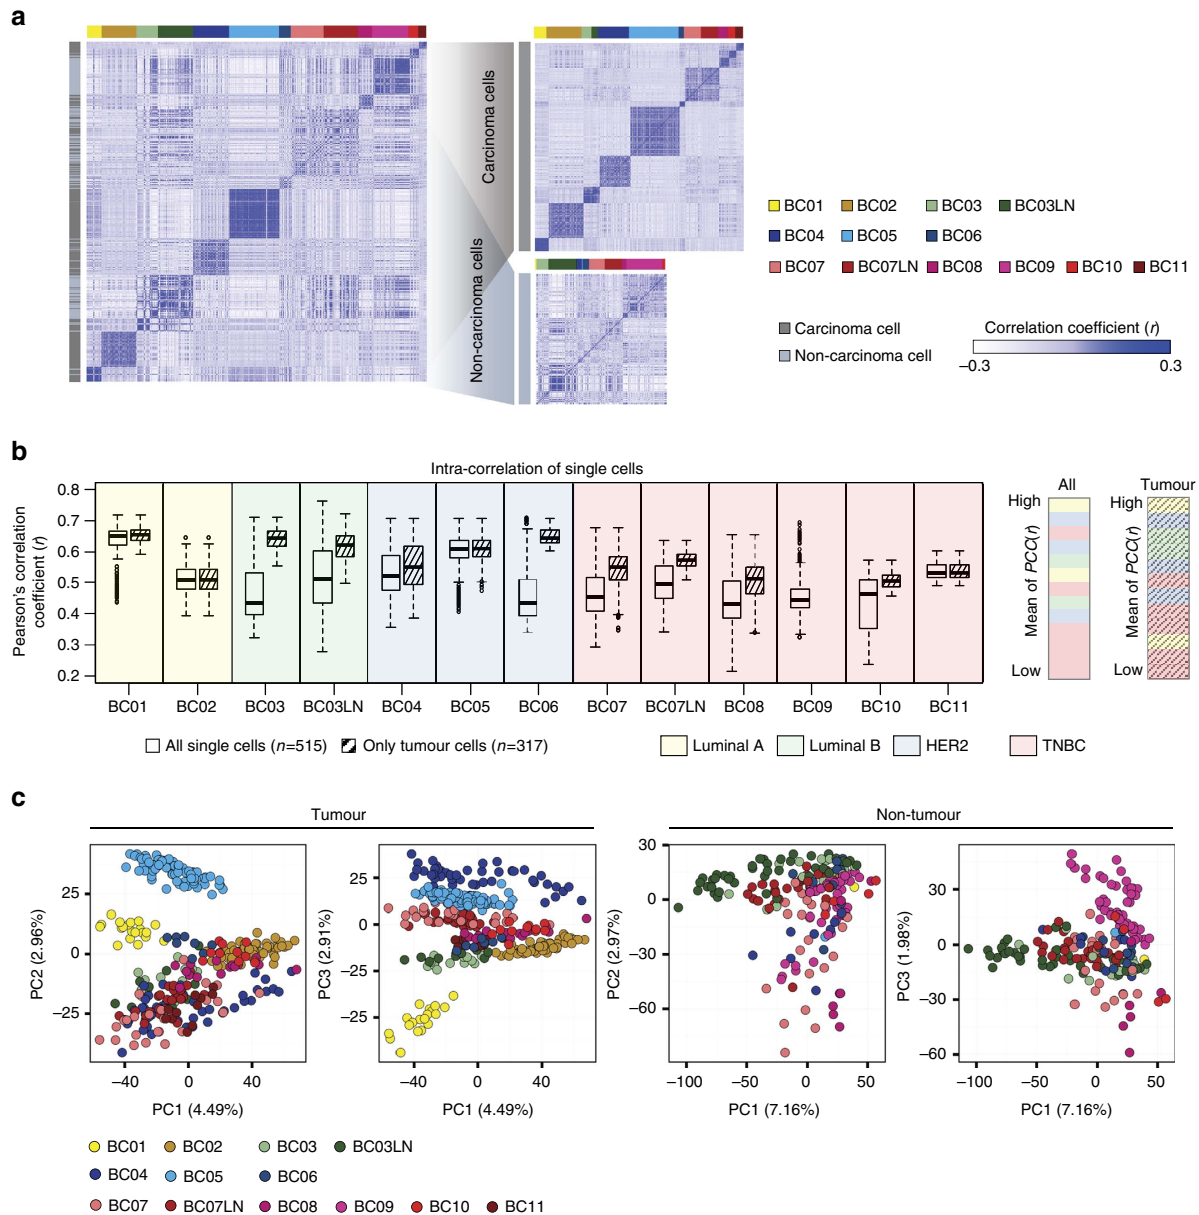 a
Carcinoma cells
Non-carcinoma cells
BC01 BC02 BC03 BC03LN
BC04 BC05 BC06
BC07 BC07LN BC08 BC09 BC10 BC11
Carcinoma cell
Non-carcinoma cell
Correlation coefficient (r)
−0.3 0.3
b
Intra-correlation of single cells
Pearson's correlation
coefficient (r)
0.8
0.7
0.6
0.5
0.4
0.3
0.2
BC01 BC02 BC03 BC03LN BC04 BC05 BC06 BC07 BC07LN BC08 BC09 BC10 BC11
All single cells (n=515) Only tumour cells (n=317)
Luminal A Luminal B HER2 TNBC
All
High
Mean of PCC(r)
Low
Tumour
High
Mean of PCC(r)
Low
c
Tumour
Non-tumour
PC2 (2.96%)
25
0
−25
−40 0 40
PC1 (4.49%)
PC3 (2.91%)
25
0
−25
−25
−40 0 40
PC1 (4.49%)
PC2 (2.97%)
30
0
−30
−60
−100 −50 0 50
PC1 (7.16%)
PC3 (1.98%)
30
0
−30
−60
−100 −50 0 50
PC1 (7.16%)
BC01 BC02 BC03 BC03LN
BC04 BC05 BC06
BC07 BC07LN BC08 BC09 BC10 BC11